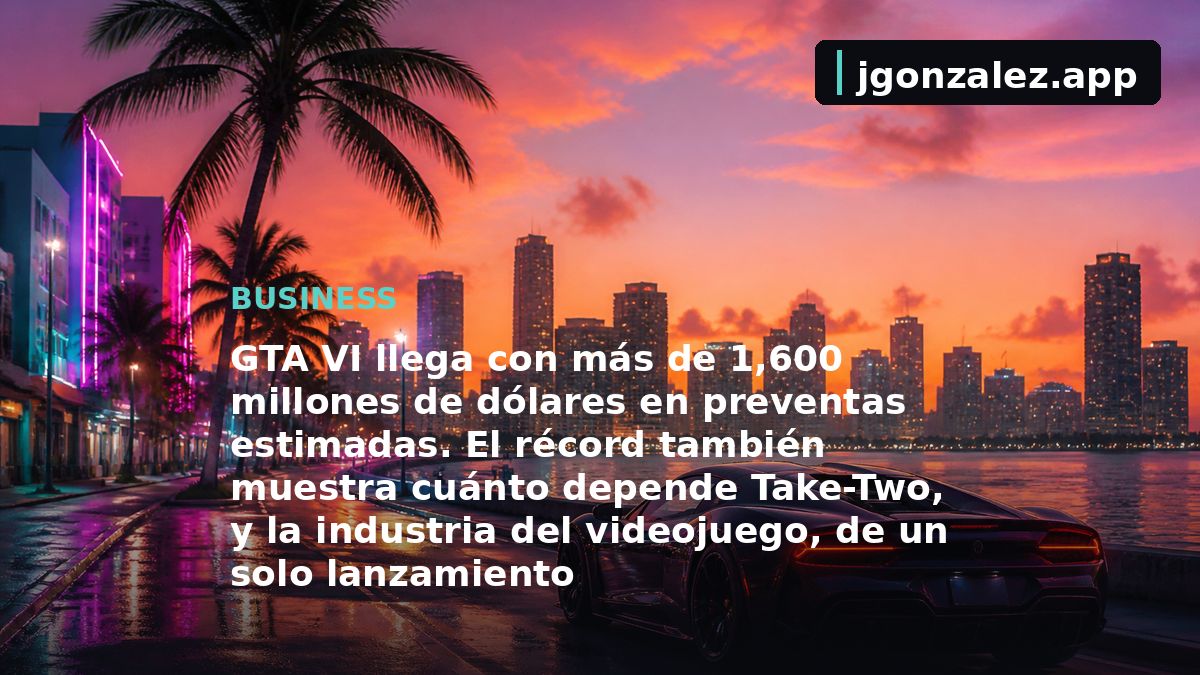 jgonzalez.app
BUSINESS
GTA VI llega con más de 1,600
millones de dólares en preventas
estimadas. El récord también
muestra cuánto depende Take-Two,
y la industria del videojuego, de un
solo lanzamiento